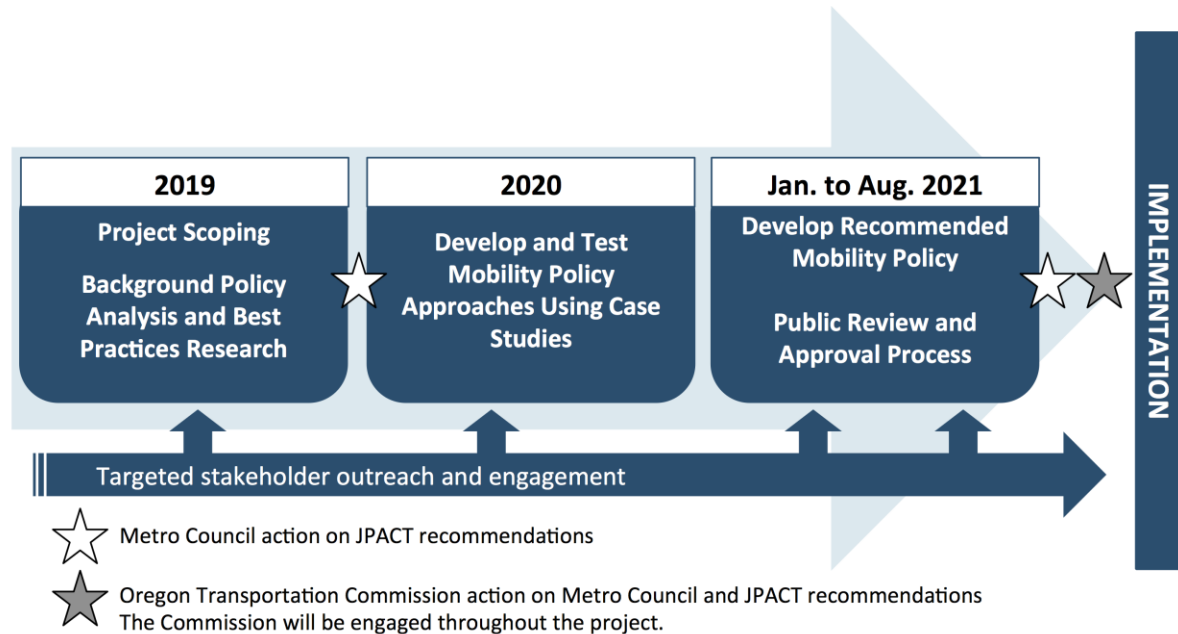 2019
Project Scoping
Background Policy
Analysis and Best
Practices Research
2020
Develop and Test
Mobility Policy
Approaches Using Case
Studies
Jan. to Aug. 2021
Develop Recommended
Mobility Policy
Public Review and
Approval Process
IMPLEMENTATION
Targeted stakeholder outreach and engagement
Metro Council action on JPACT recommendations
Oregon Transportation Commission action on Metro Council and JPACT recommendations
The Commission will be engaged throughout the project.